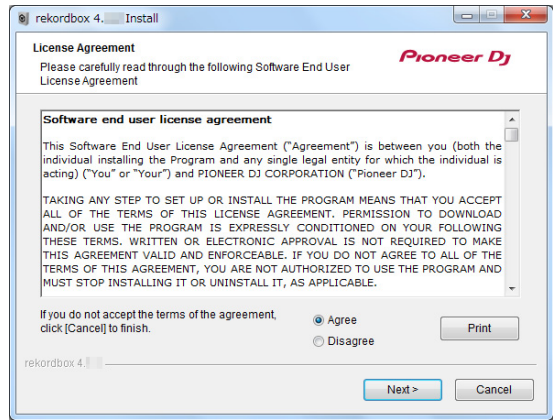 rekordbox 4. Install
License Agreement
Please carefully read through the following Software End User
License Agreement
Pioneer Dj
Software end user license agreement
This Software End User License Agreement (“Agreement”) is between you (both the
individual installing the Program and any single legal entity for which the individual is
acting) (“You” or “Your”) and PIONEER DJ CORPORATION (“Pioneer DJ”).
TAKING ANY STEP TO SET UP OR INSTALL THE PROGRAM MEANS THAT YOU ACCEPT
ALL OF THE TERMS OF THIS LICENSE AGREEMENT. PERMISSION TO DOWNLOAD
AND/OR USE THE PROGRAM IS EXPRESSLY CONDITIONED ON YOUR FOLLOWING
THESE TERMS. WRITTEN OR ELECTRONIC APPROVAL IS NOT REQUIRED TO MAKE
THIS AGREEMENT VALID AND ENFORCEABLE. IF YOU DO NOT AGREE TO ALL OF THE
TERMS OF THIS AGREEMENT, YOU ARE NOT AUTHORIZED TO USE THE PROGRAM AND
MUST STOP INSTALLING IT OR UNINSTALL IT, AS APPLICABLE.
If you do not accept the terms of the agreement,
click [Cancel] to finish.
Agree
Disagree
Print
rekordbox 4.
Next >
Cancel